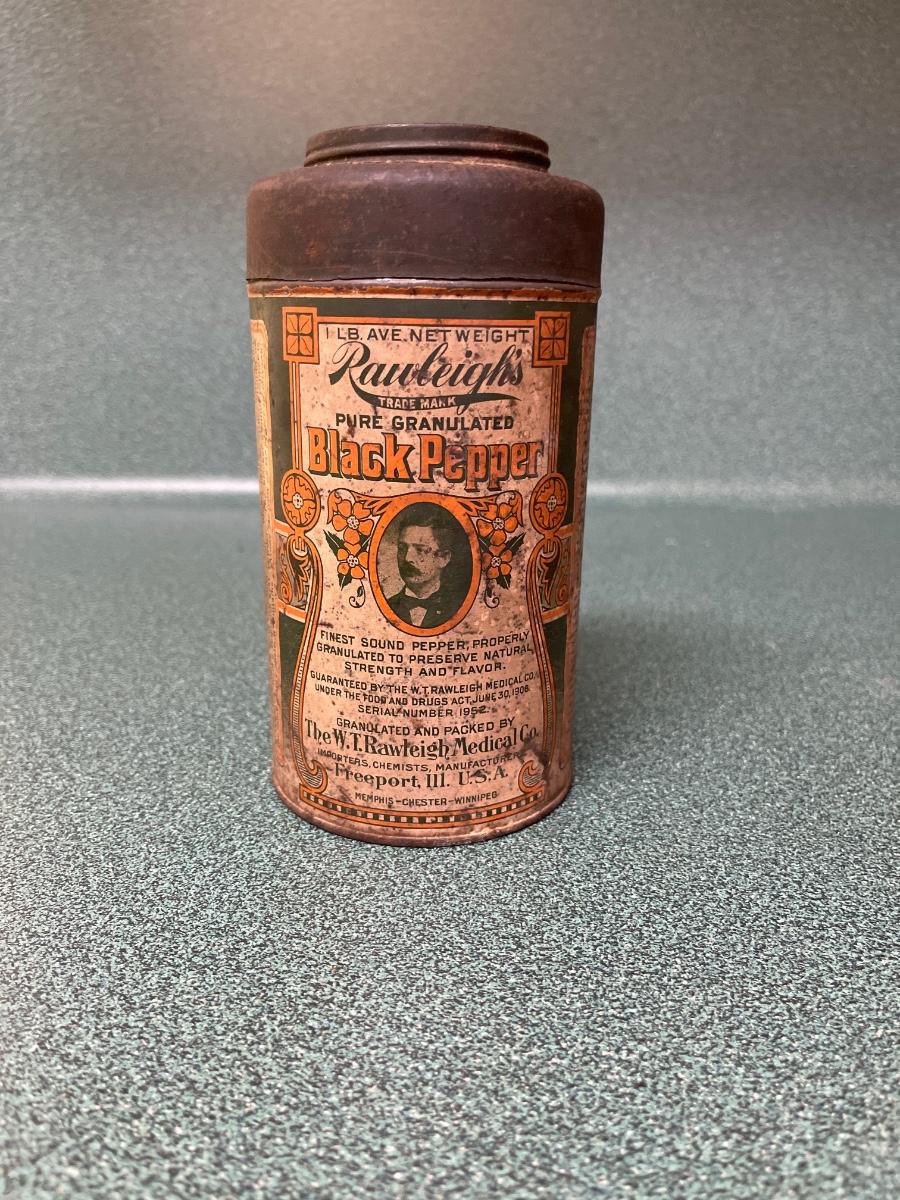 1 LB. AVE. NET WEIGHT
Rawleigh's
TRADE MARK
PURE GRANULATED
Black Pepper
FINEST SOUND PEPPER, PROPERLY
GRANULATED TO PRESERVE NATURAL
STRENGTH AND FLAVOR.
GUARANTEED BY THE W.T. RAWLEIGH MEDICAL CO.
UNDER THE FOOD AND DRUGS ACT, JUNE 30, 1906.
SERIAL NUMBER 1952.
GRANULATED AND PACKED BY
The W.T. Rawleigh Medical Co.
IMPORTERS, CHEMISTS, MANUFACTURERS
Freeport, Ill. U.S.A.
MEMPHIS-CHESTER-WINNIPEG